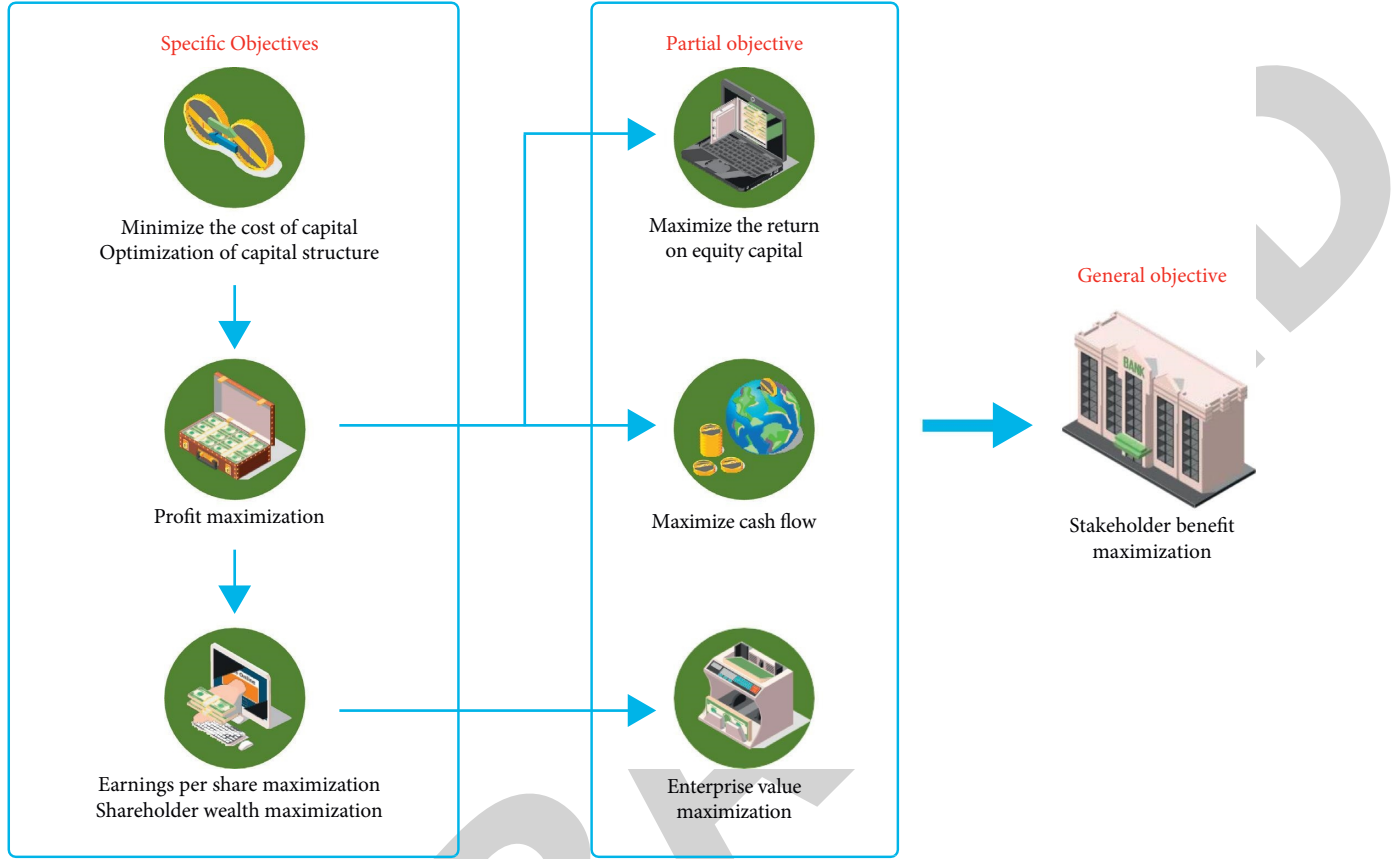 Specific Objectives
Minimize the cost of capital
Optimization of capital structure
Profit maximization
Online
Earnings per share maximization
Shareholder wealth maximization
Partial objective
Maximize the return
on equity capital
Maximize cash flow
Enterprise value
maximization
General objective
BANK
Stakeholder benefit
maximization